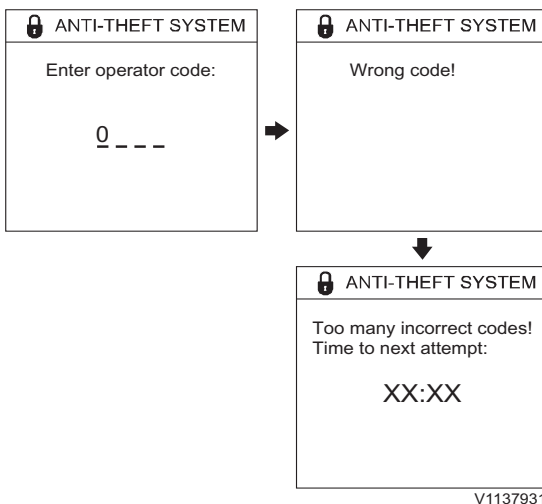 ANTI-THEFT SYSTEM
Enter operator code:
0 _ _ _
ANTI-THEFT SYSTEM
Wrong code!
ANTI-THEFT SYSTEM
Too many incorrect codes!
Time to next attempt:
XX:XX
V1137931